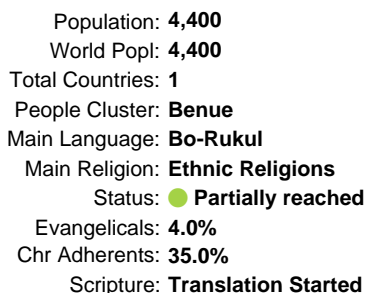 Population: 4,400
World Popl: 4,400
Total Countries: 1
People Cluster: Benue
Main Language: Bo-Rukul
Main Religion: Ethnic Religions
Status: Partially reached
Evangelicals: 4.0%
Chr Adherents: 35.0%
Scripture: Translation Started